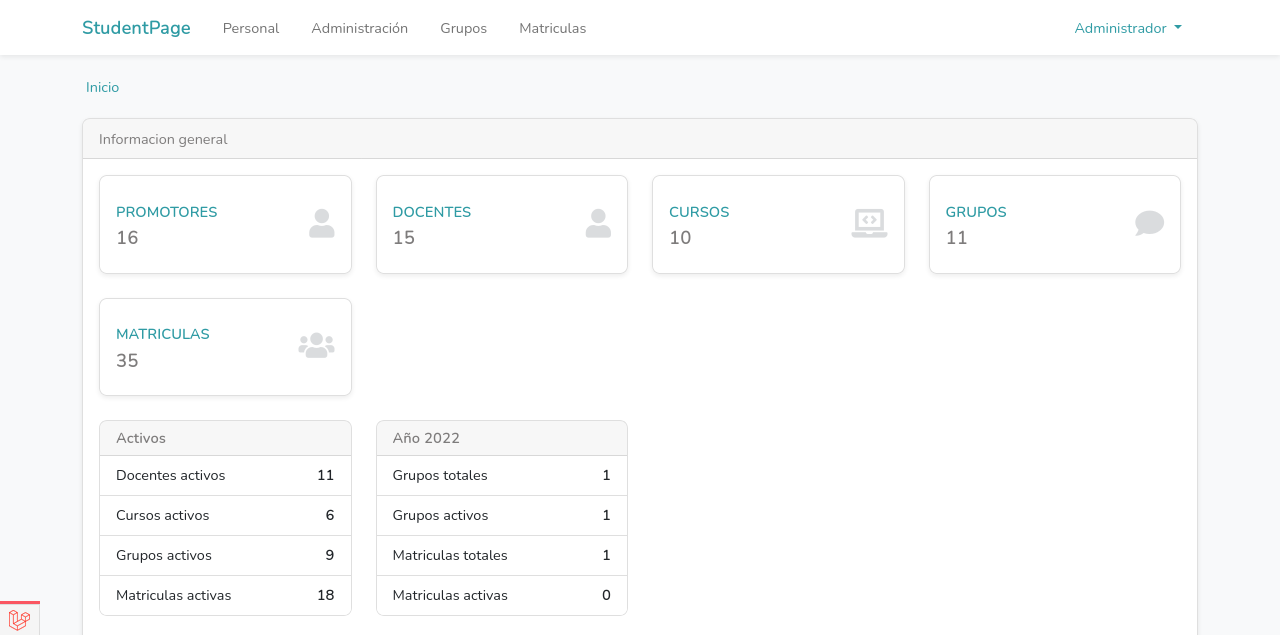 StudentPage Personal Administración Grupos Matriculas Administrador
Inicio
Informacion general
PROMOTORES
16
DOCENTES
15
CURSOS
10
GRUPOS
11
MATRICULAS
35
Activos
Docentes activos 11
Cursos activos 6
Grupos activos 9
Matriculas activas 18
Año 2022
Grupos totales 1
Grupos activos 1
Matriculas totales 1
Matriculas activas 0